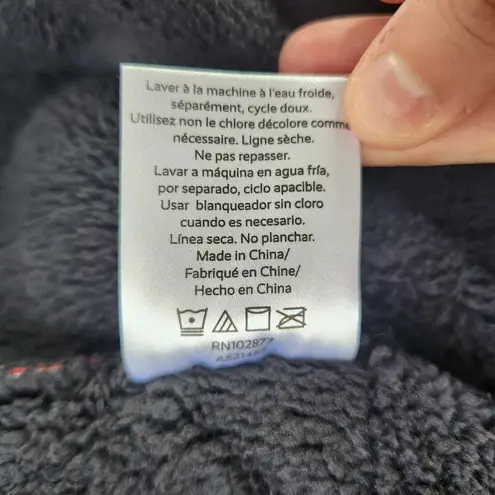 Laver à la machine à l'eau froide,
séparément, cycle doux.
Utilisez non le chlore décolore comme
nécessaire. Ligne sèche.
Ne pas repasser.
Lavar a máquina en agua fría,
por separado, ciclo apacible.
Usar blanqueador sin cloro
cuando es necesario.
Línea seca. No planchar.
Made in China/
Fabriqué en Chine/
Hecho en China
RN102877